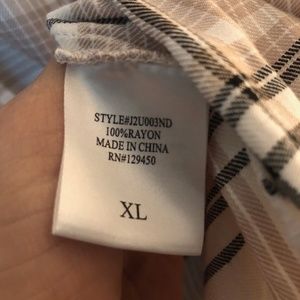 STYLE#J2U003ND
100%RAYON
MADE IN CHINA
RN#129450
XL